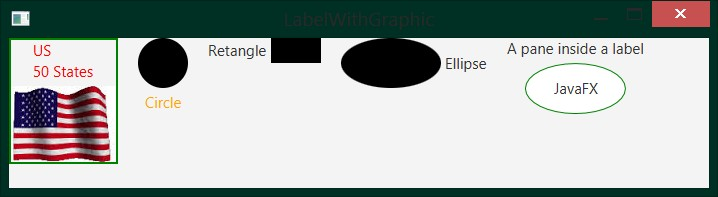 LabelWithGraphic
US
50 States
Circle
Retangle
Ellipse
A pane inside a label
JavaFX